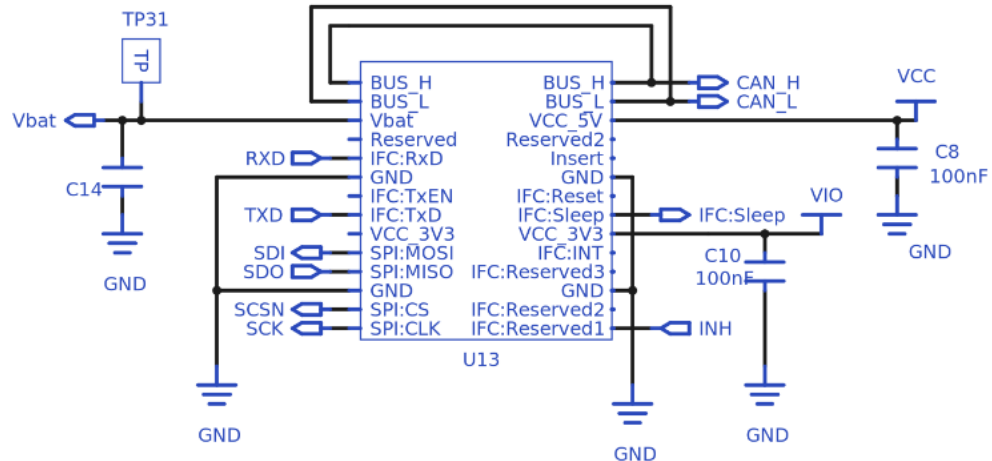 TP31
TP
Vbat
C14
GND
RXD
TXD
SDI
SDO
SCSN
SCK
GND
BUS_H
BUS_L
Vbat
Reserved
IFC:RxD
GND
IFC:TxEN
IFC:TxD
VCC_3V3
SPI:MOSI
SPI:MISO
GND
SPI:CS
SPI:CLK
BUS_H
BUS_L
VCC_5V
Reserved2
Insert
GND
IFC:Reset
IFC:Sleep
VCC_3V3
IFC:INT
IFC:Reserved3
GND
IFC:Reserved2
IFC:Reserved1
U13
CAN_H
CAN_L
VCC
C8
100nF
GND
IFC:Sleep
VIO
C10
100nF
INH
GND
GND